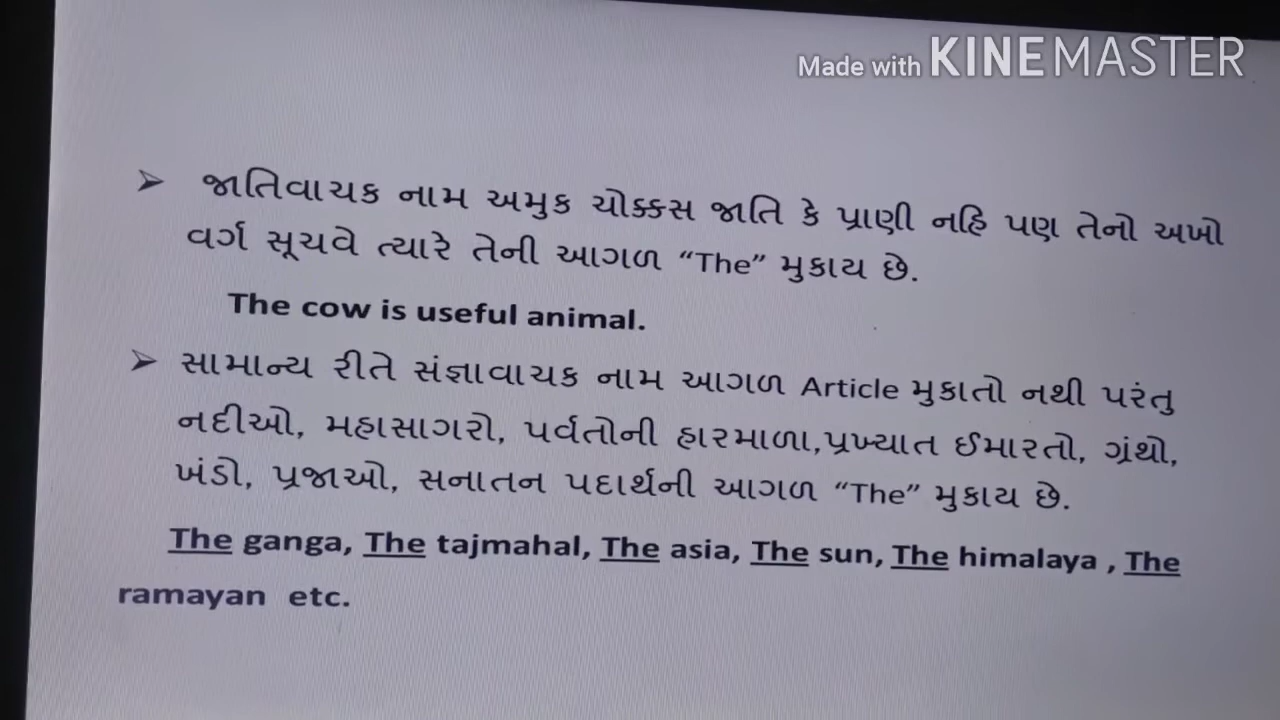 Made with KINEMASTER
➢ જાતિવાચક નામ અમુક ચોક્કસ જાતિ કે પ્રાણી નહિ પણ તેનો અખો
વર્ગ સૂચવે ત્યારે તેની આગળ “The” મુકાય છે.
The cow is useful animal.
➢ સામાન્ય રીતે સંજ્ઞાવાચક નામ આગળ Article મુકાતો નથી પરંતુ
નદીઓ, મહાસાગરો, પર્વતોની હારમાળા,પ્રખ્યાત ઈમારતો, ગ્રંથો,
ખંડો, પ્રજાઓ, સનાતન પદાર્થની આગળ “The” મુકાય છે.
The ganga, The tajmahal, The asia, The sun, The himalaya , The
ramayan etc.